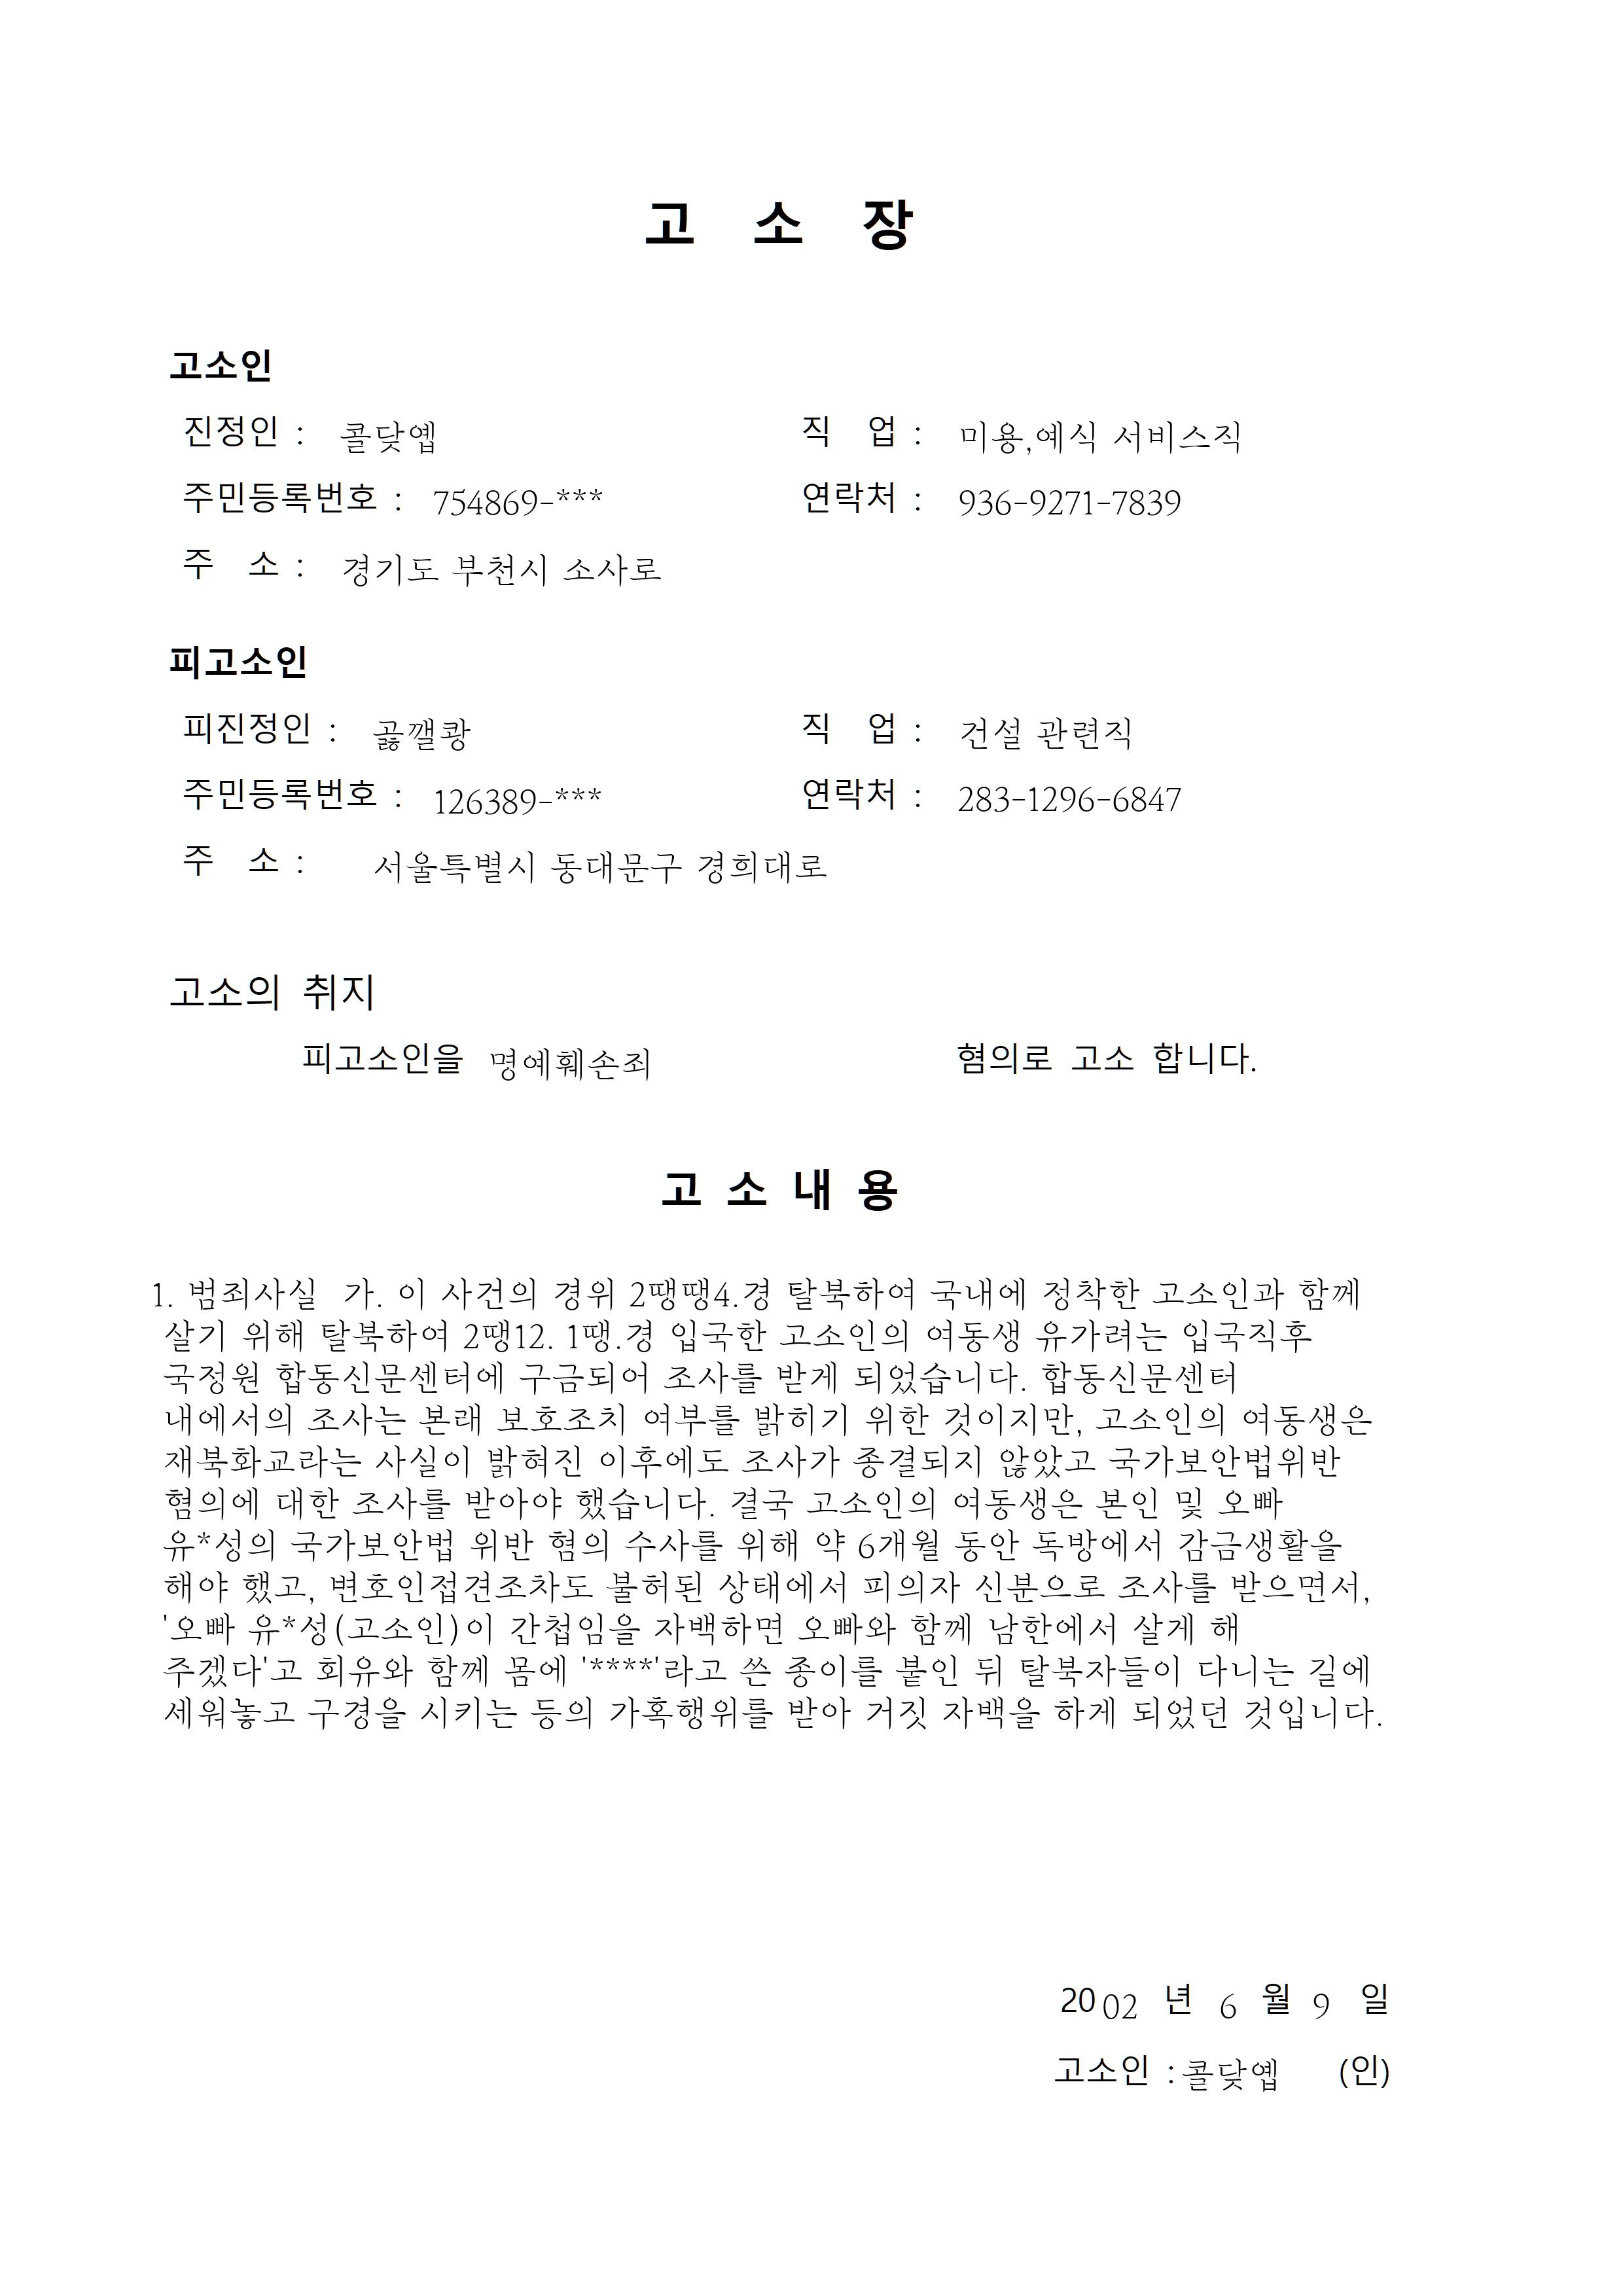 고 소 장
고소인
진정인 : 콜닻옙 직 업 : 미용,예식 서비스직
주민등록번호 : 754869-*** 연락처 : 936-9271-7839
주 소 : 경기도 부천시 소사로
피고소인
피진정인 : 곯깰쾅 직 업 : 건설 관련직
주민등록번호 : 126389-*** 연락처 : 283-1296-6847
주 소 : 서울특별시 동대문구 경희대로
고소의 취지
피고소인을 명예훼손죄 혐의로 고소 합니다.
고 소 내 용
1. 범죄사실 가. 이 사건의 경위 2땡땡4.경 탈북하여 국내에 정착한 고소인과 함께
살기 위해 탈북하여 2땡12. 1땡.경 입국한 고소인의 여동생 유가려는 입국직후
국정원 합동신문센터에 구금되어 조사를 받게 되었습니다. 합동신문센터
내에서의 조사는 본래 보호조치 여부를 밝히기 위한 것이지만, 고소인의 여동생은
재북화교라는 사실이 밝혀진 이후에도 조사가 종결되지 않았고 국가보안법위반
혐의에 대한 조사를 받아야 했습니다. 결국 고소인의 여동생은 본인 및 오빠
유*성의 국가보안법 위반 혐의 수사를 위해 약 6개월 동안 독방에서 감금생활을
해야 했고, 변호인접견조차도 불허된 상태에서 피의자 신분으로 조사를 받으면서,
'오빠 유*성(고소인)이 간첩임을 자백하면 오빠와 함께 남한에서 살게 해
주겠다'고 회유와 함께 몸에 '****'라고 쓴 종이를 붙인 뒤 탈북자들이 다니는 길에
세워놓고 구경을 시키는 등의 가혹행위를 받아 거짓 자백을 하게 되었던 것입니다.
2002 년 6 월 9 일
고소인 : 콜닻옙 (인)